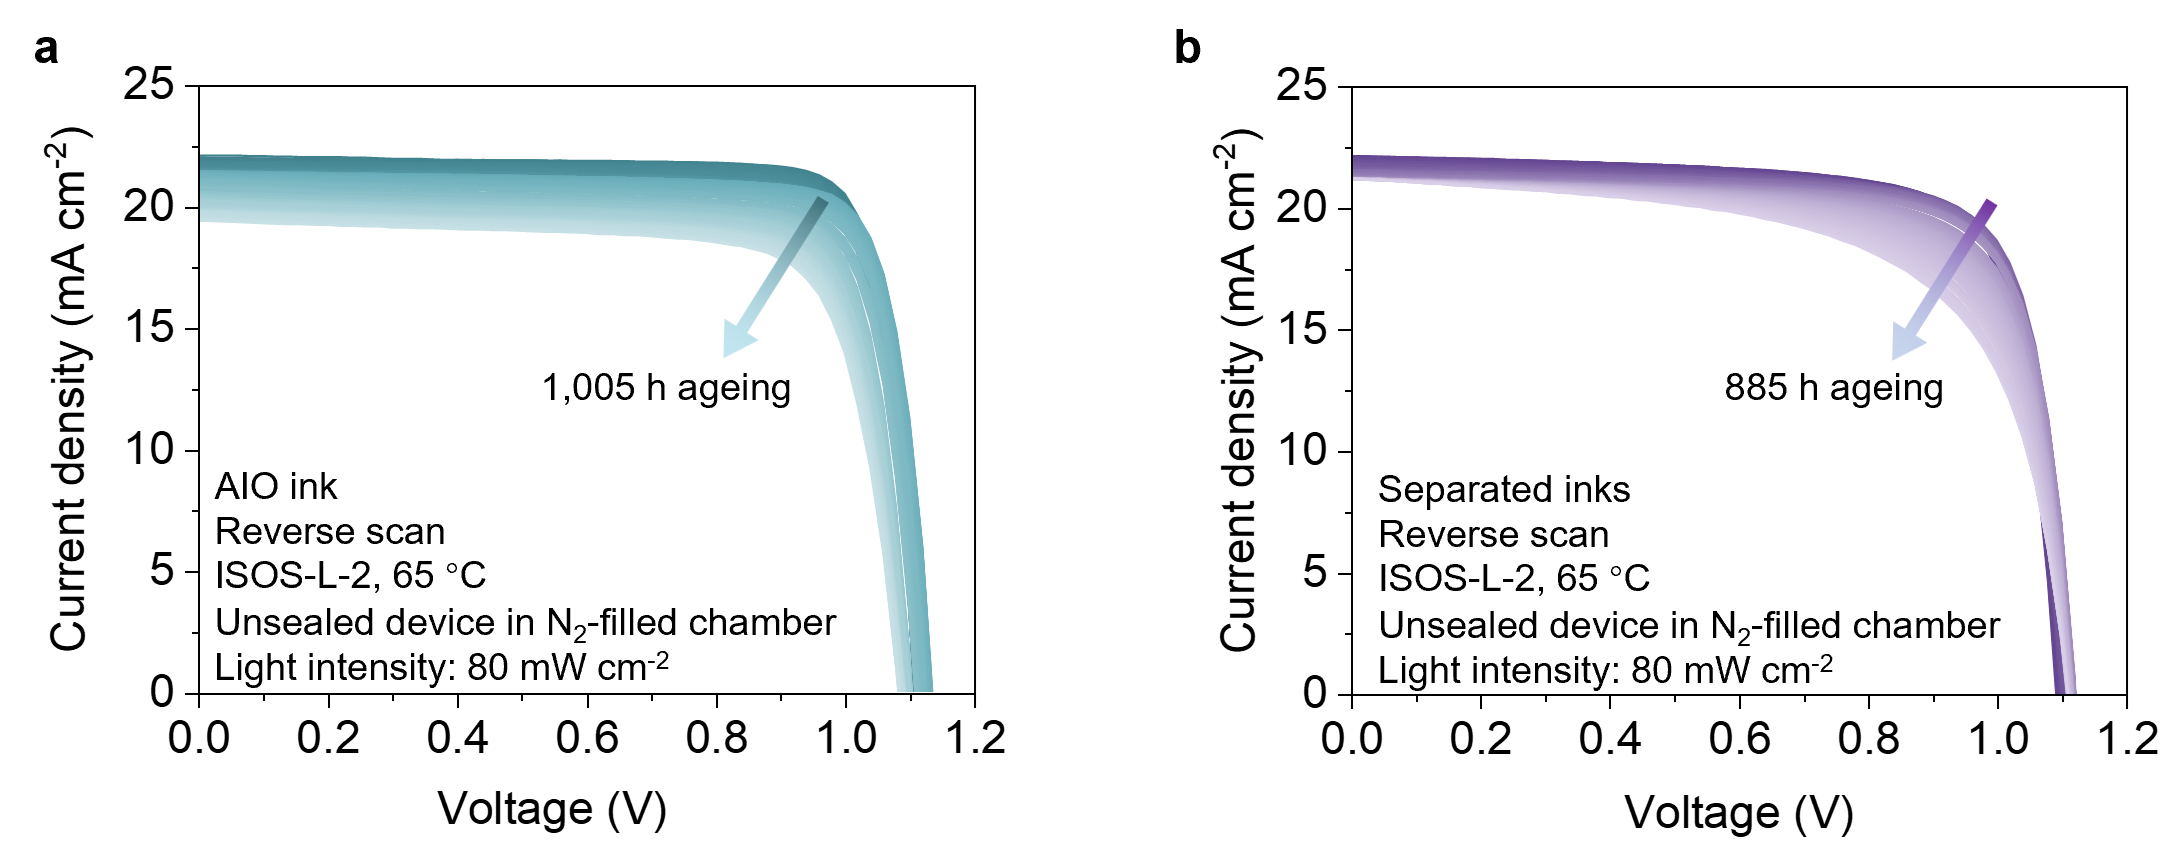 a
25
20
15
10
5
0
0.0 0.2 0.4 0.6 0.8 1.0 1.2
Current density (mA cm-2)
Voltage (V)
1,005 h ageing
AIO ink
Reverse scan
ISOS-L-2, 65 °C
Unsealed device in N2-filled chamber
Light intensity: 80 mW cm-2
b
25
20
15
10
5
0
0.0 0.2 0.4 0.6 0.8 1.0 1.2
Current density (mA cm-2)
Voltage (V)
885 h ageing
Separated inks
Reverse scan
ISOS-L-2, 65 °C
Unsealed device in N2-filled chamber
Light intensity: 80 mW cm-2